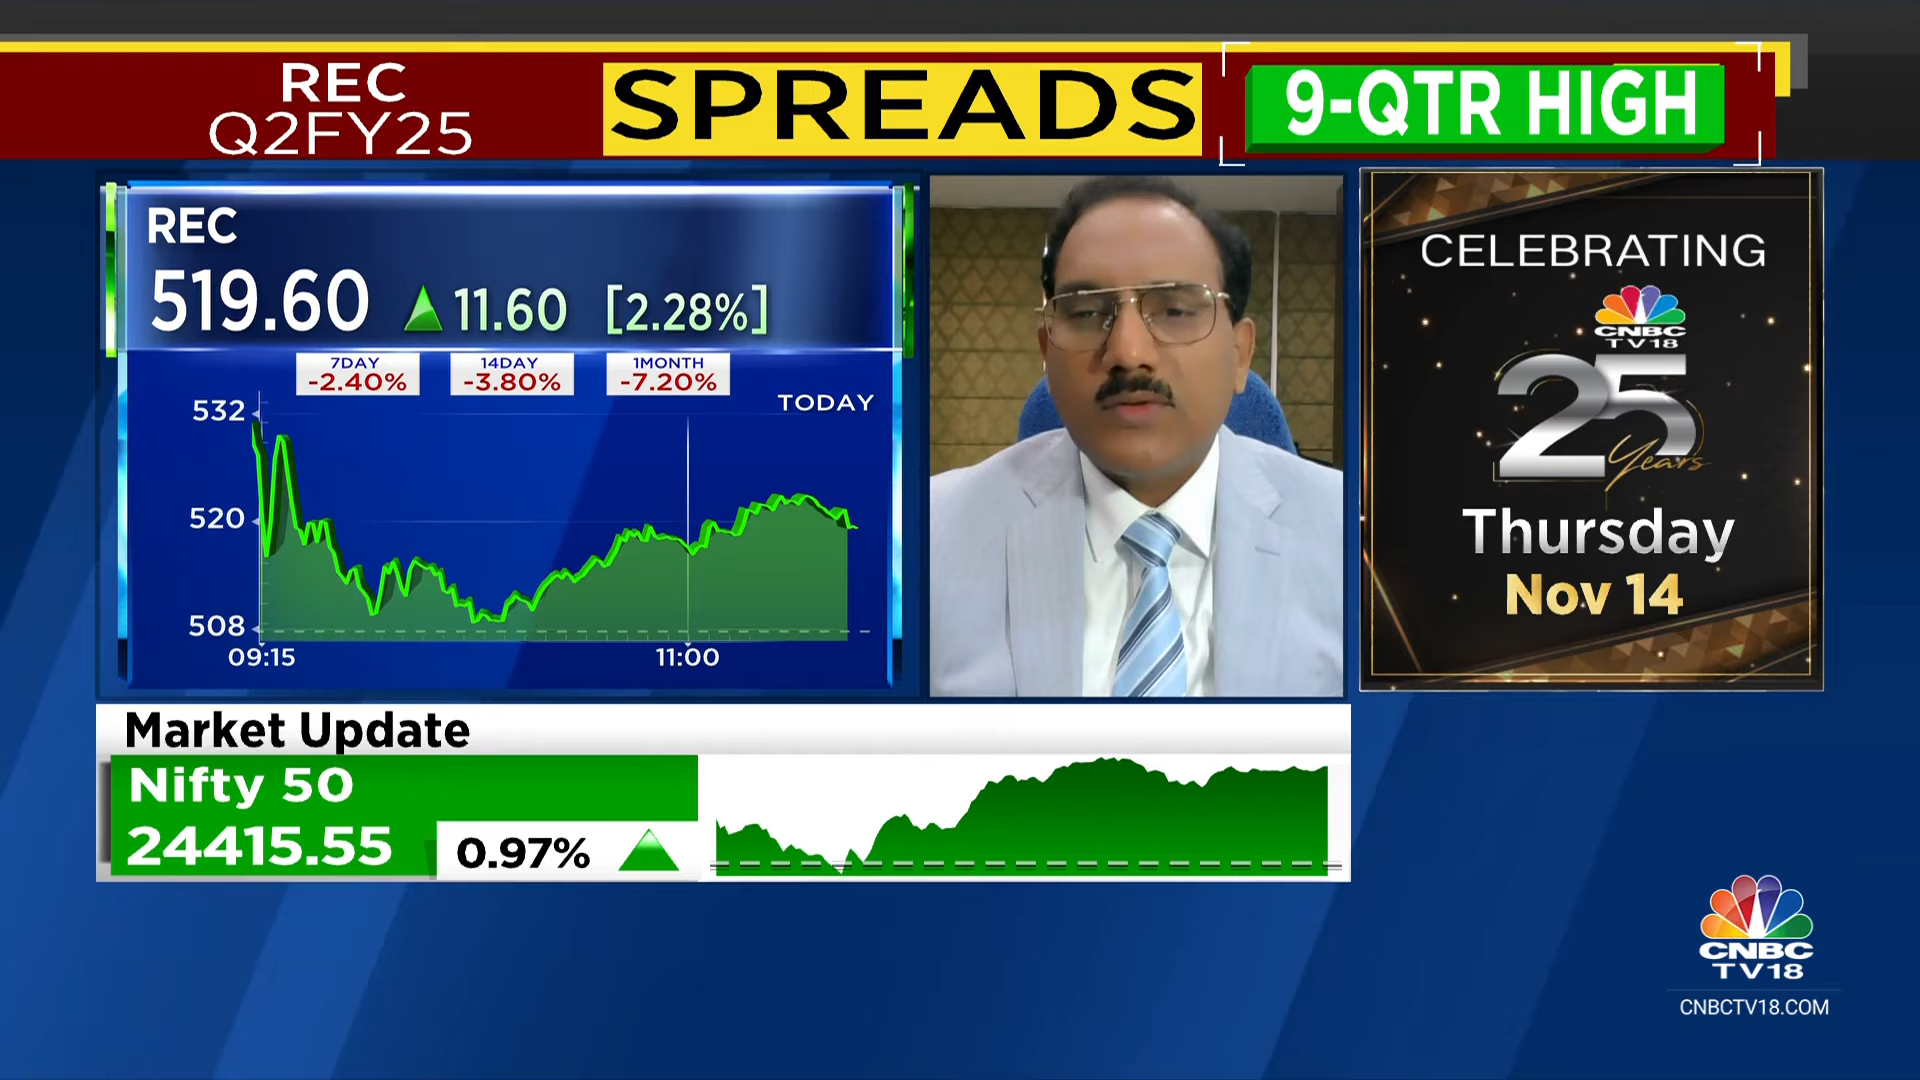 REC
Q2FY25
SPREADS
9-QTR HIGH
REC
519.60 ▲ 11.60 [2.28%]
7DAY
-2.40%
14DAY
-3.80%
1MONTH
-7.20%
TODAY
532
520
508
09:15
11:00
CELEBRATING
CNBC
TV18
25
Years
Thursday
Nov 14
Market Update
Nifty 50
24415.55
0.97%
CNBC
TV18
CNBCTV18.COM